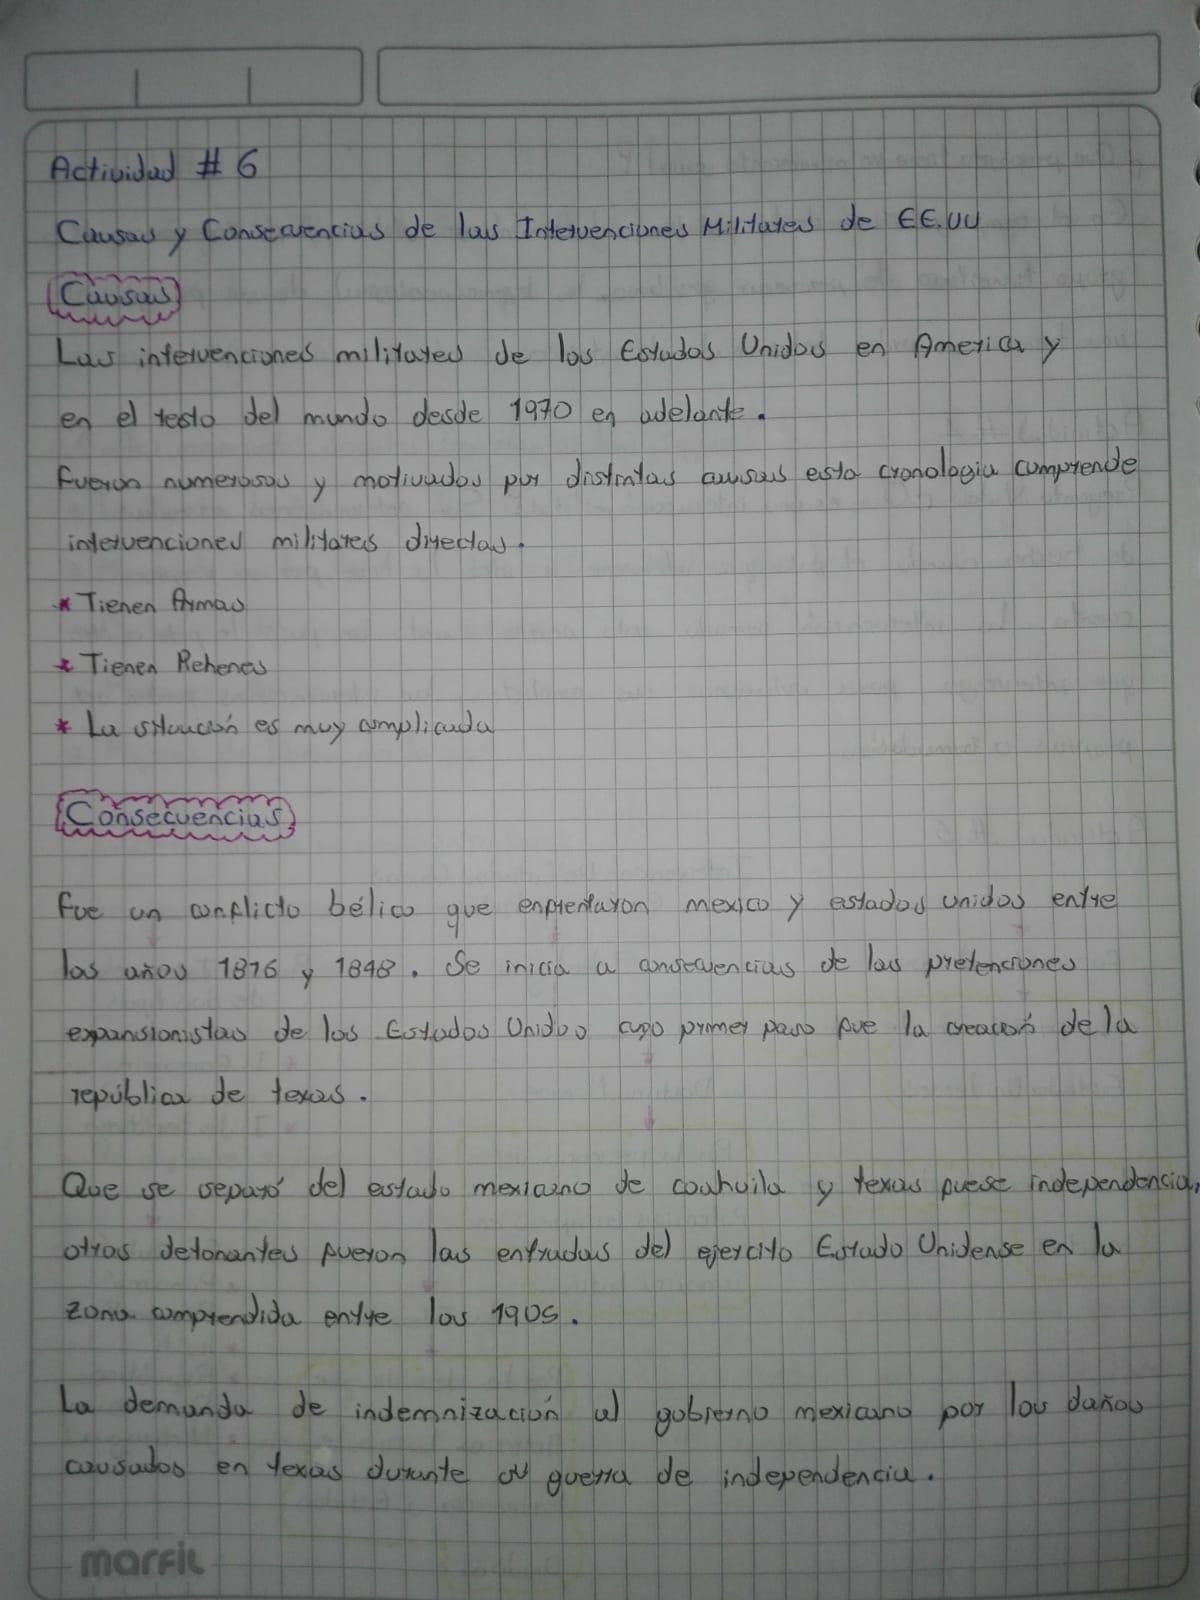 Actividad # 6
Causas y Consecuencias de las Intervenciones Militares de EE.UU
Causas
Las intervenciones militares de los Estados Unidos en America y
en el resto del mundo desde 1970 en adelante.
Fueron numerosos y motivados por distintas causas esta cronologia comprende
intervenciones militares directas.
* Tienen Armas
* Tienen Rehenes
* La situación es muy complicada
Consecuencias
Fue un conflicto bélico que enfrentaron mexico y estados unidos entre
los años 1876 y 1848. Se inicia a consecuencias de las pretenciones
expansionistas de los Estados Unidos cuyo primer paso fue la creación de la
república de texas.
Que se separó del estado mexicano de coahuila y texas fuese independencia,
otros detonantes fueron las entradas del ejercito Estado Unidense en la
zona comprendida entre los 1905.
La demanda de indemnización al gobierno mexicano por los daños
causados en texas durante su guerra de independencia.
marfil